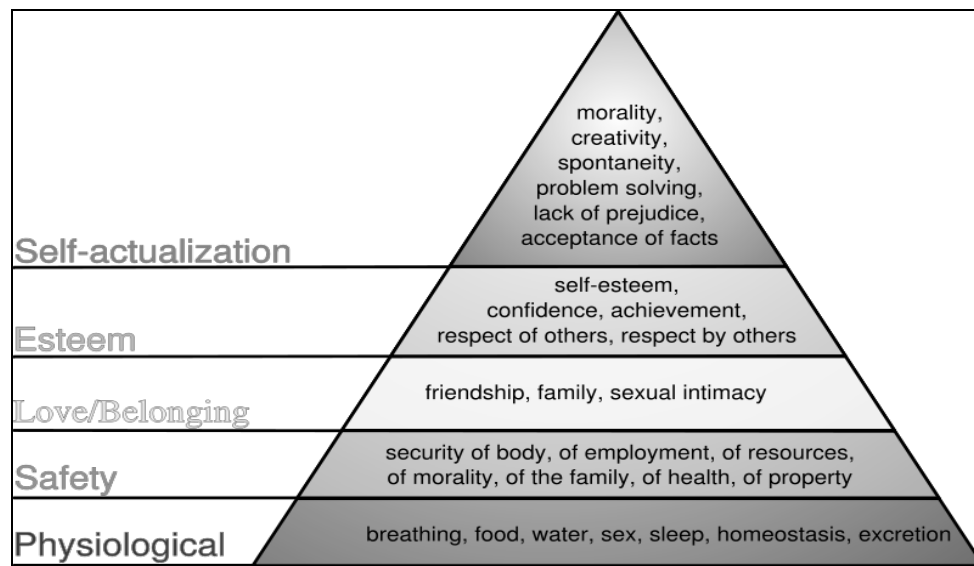 morality,
creativity,
spontaneity,
problem solving,
lack of prejudice,
acceptance of facts
Self-actualization
self-esteem,
confidence, achievement,
respect of others, respect by others
Esteem
friendship, family, sexual intimacy
Love/Belonging
security of body, of employment, of resources,
of morality, of the family, of health, of property
Safety
breathing, food, water, sex, sleep, homeostasis, excretion
Physiological